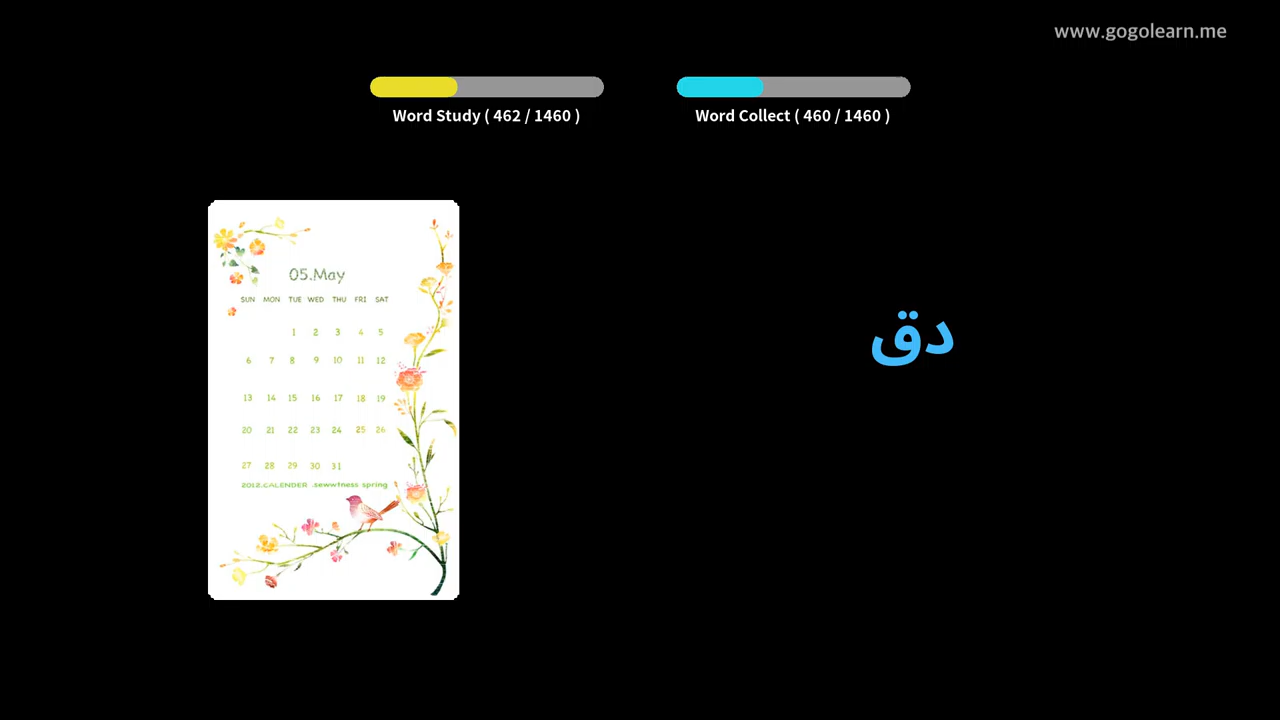 www.gogolearn.me
Word Study ( 462 / 1460 )
Word Collect ( 460 / 1460 )
05.May
SUN MON TUE WED THU FRI SAT
1 2 3 4 5
6 7 8 9 10 11 12
13 14 15 16 17 18 19
20 21 22 23 24 25 26
27 28 29 30 31
2012.CALENDER .sewwtness spring
دق